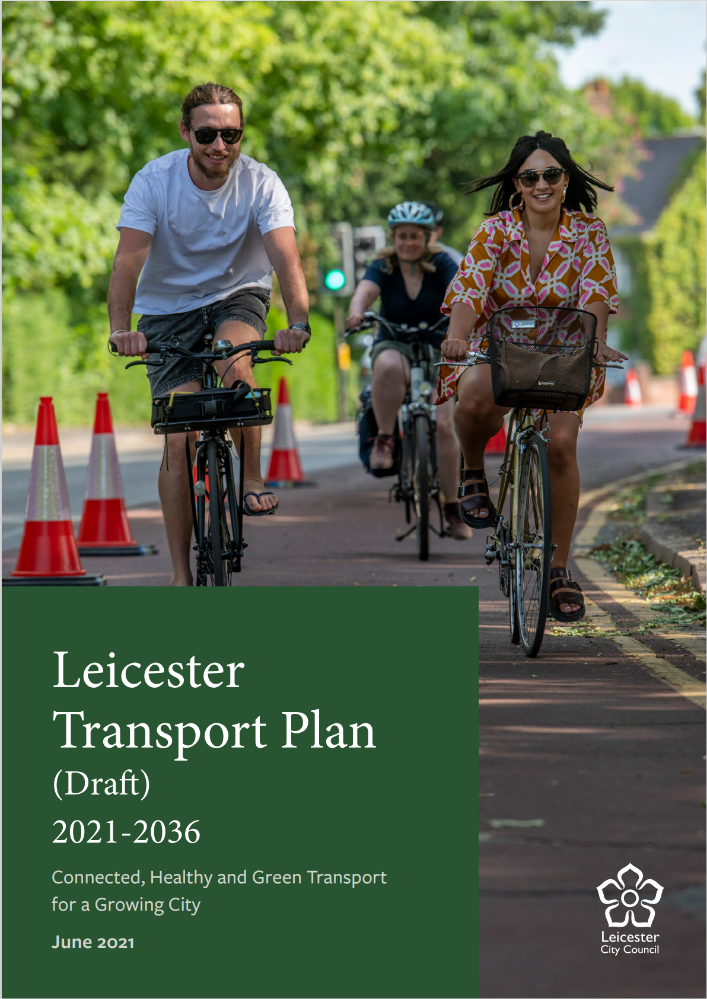 Leicester
Transport Plan
(Draft)
2021-2036
Connected, Healthy and Green Transport
for a Growing City
June 2021
Leicester
City Council